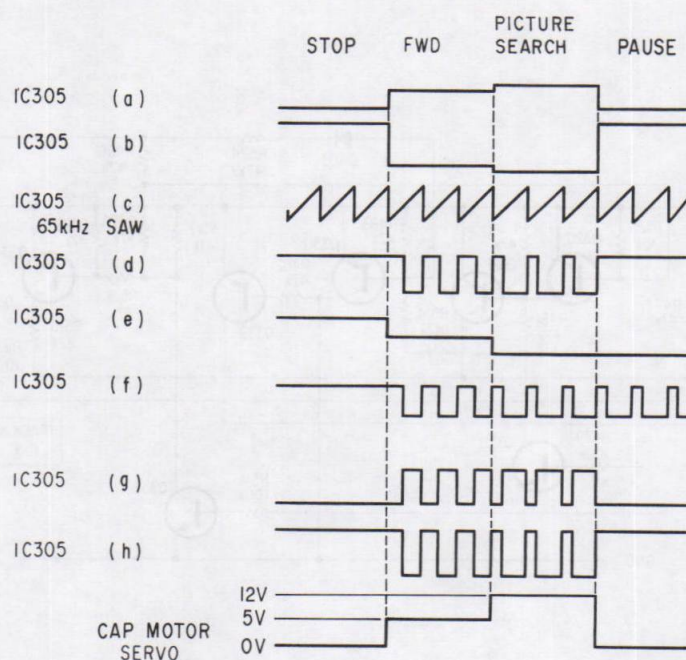 STOP FWD PICTURE SEARCH PAUSE
IC305 (a)
IC305 (b)
IC305 (c)
65kHz SAW
IC305 (d)
IC305 (e)
IC305 (f)
IC305 (g)
IC305 (h)
12V
5V
CAP MOTOR
SERVO
0V